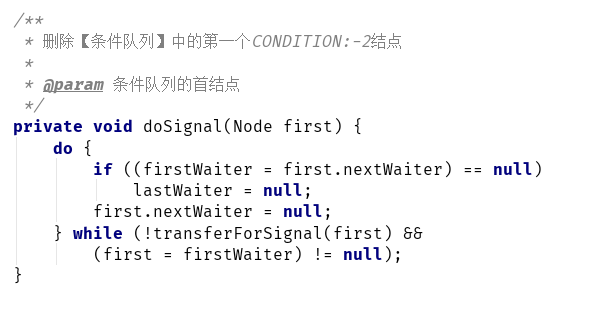 /**
 * 删除【条件队列】中的第一个CONDITION:-2结点
 *
 * @param 条件队列的首结点
 */
private void doSignal(Node first) {
    do {
        if ((firstWaiter = first.nextWaiter) == null)
            lastWaiter = null;
        first.nextWaiter = null;
    } while (!transferForSignal(first) &&
        (first = firstWaiter) != null);
}